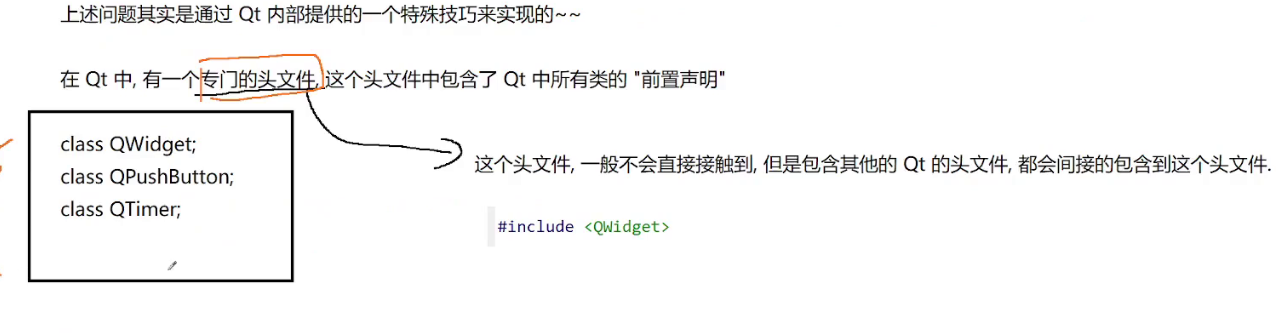 上述问题其实是通过 Qt 内部提供的一个特殊技巧来实现的~~
在 Qt 中, 有一个专门的头文件, 这个头文件中包含了 Qt 中所有类的 "前置声明"
class QWidget;
class QPushButton;
class QTimer;
这个头文件, 一般不会直接接触到, 但是包含其他的 Qt 的头文件, 都会间接的包含到这个头文件.
#include <QWidget>